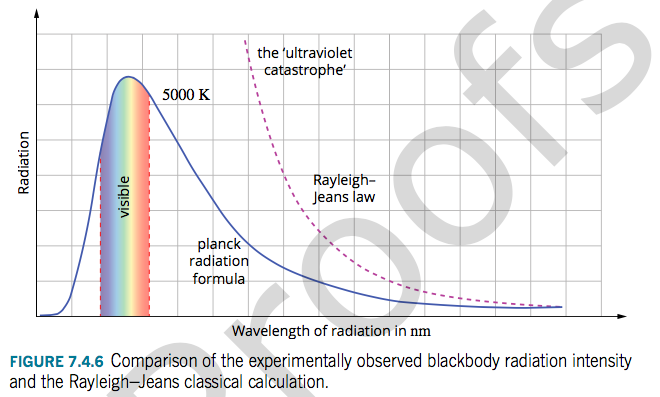 the ‘ultraviolet
catastrophe’
5000 K
Radiation
visible
Rayleigh–
Jeans law
planck
radiation
formula
Wavelength of radiation in nm
FIGURE 7.4.6 Comparison of the experimentally observed blackbody radiation intensity
and the Rayleigh–Jeans classical calculation.
Proofs